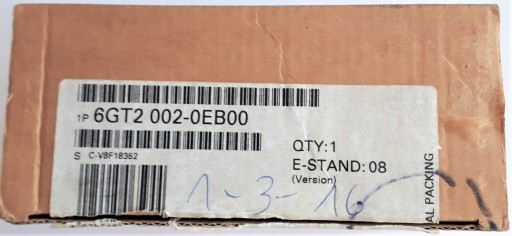 1P 6GT2 002-0EB00
S C-V8F18352
QTY:1
E-STAND: 08
(Version)
1-3-16
AL PACKING